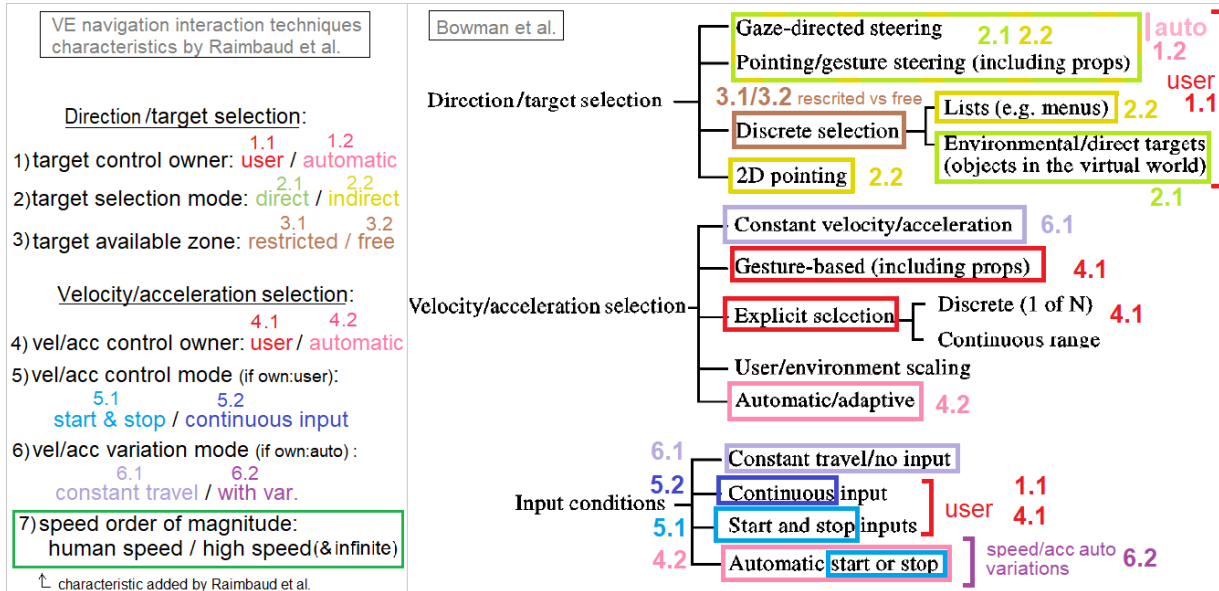 VE navigation interaction techniques
characteristics by Raimbaud et al.
Direction /target selection:
1.1 1.2
1) target control owner: user / automatic
2.1 2.2
2) target selection mode: direct / indirect
3.1 3.2
3) target available zone: restricted / free
Velocity/acceleration selection:
4.1 4.2
4) vel/acc control owner: user / automatic
5) vel/acc control mode (if own:user):
5.1 5.2
start & stop / continuous input
6) vel/acc variation mode (if own:auto) :
6.1 6.2
constant travel / with var.
7) speed order of magnitude:
human speed / high speed (& infinite)
characteristic added by Raimbaud et al.
Bowman et al.
Direction/target selection
Gaze-directed steering 2.1 2.2
Pointing/gesture steering (including props)
auto
1.2
user
1.1
3.1/3.2 rescrited vs free
Discrete selection
Lists (e.g. menus) 2.2
Environmental/direct targets
(objects in the virtual world)
2.1
2D pointing 2.2
Velocity/acceleration selection
Constant velocity/acceleration 6.1
Gesture-based (including props) 4.1
Explicit selection
Discrete (1 of N) 4.1
Continuous range
User/environment scaling
Automatic/adaptive 4.2
Input conditions
6.1 Constant travel/no input
5.2 Continuous input
5.1 Start and stop inputs
user
1.1
4.1
4.2 Automatic start or stop
speed/acc auto
variations 6.2